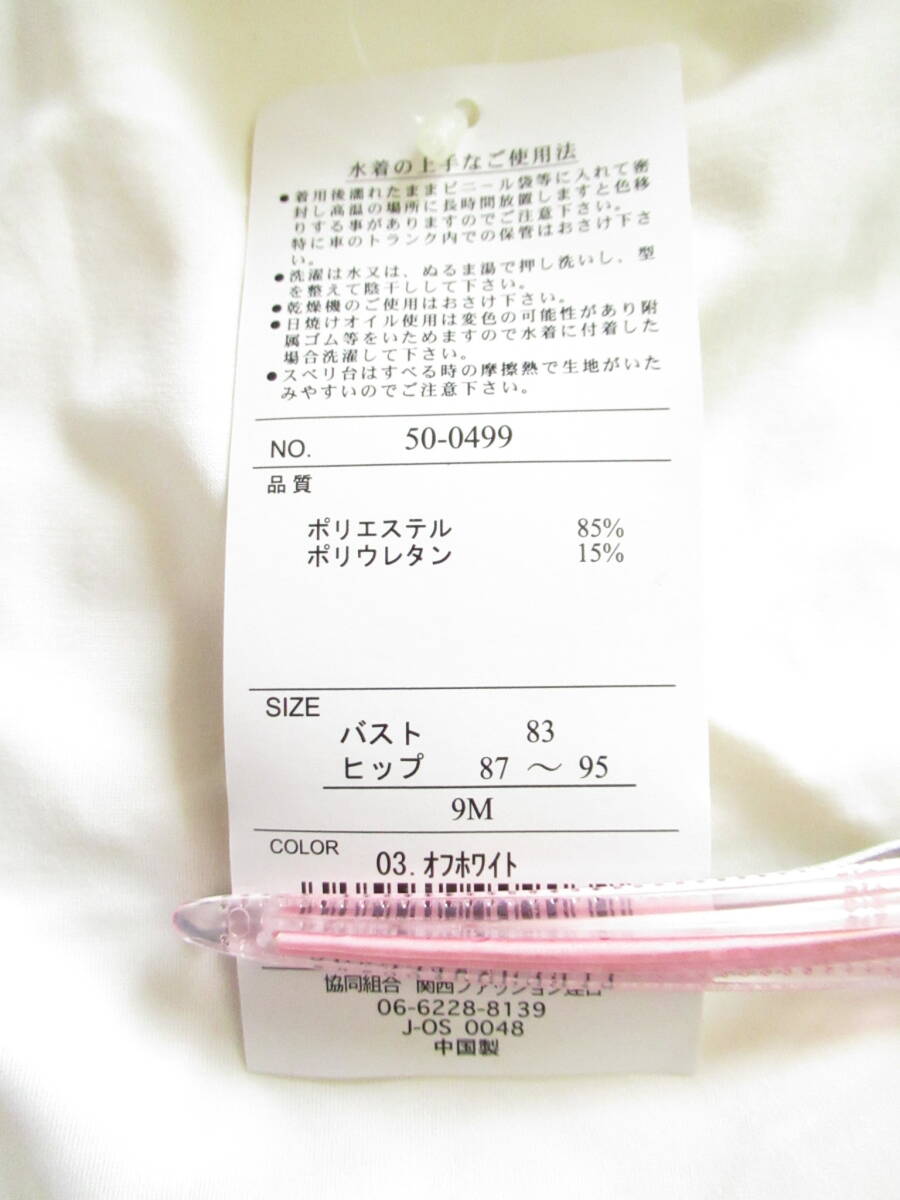 水着の上手なご使用法
●着用後濡れたままビニール袋等に入れて密
封し高温の場所に長時間放置しますと色移
りする事がありますのでご注意下さい。
特に車のトランク内での保管はおさけ下さ
い。
●洗濯は水又は、ぬるま湯で押し洗いし、型
を整えて陰干しして下さい。
●乾燥機のご使用はおさけ下さい。
●日焼けオイル使用は変色の可能性があり附
属ゴム等をいためますので水着に付着した
場合洗濯して下さい。
●スベリ台はすべる時の摩擦熱で生地がいた
みやすいのでご注意下さい。
NO. 50-0499
品質
ポリエステル 85%
ポリウレタン 15%
SIZE
バスト 83
ヒップ 87 ～ 95
9M
COLOR 03.オフホワイト
協同組合 関西ファッション連合
06-6228-8139
J-OS 0048
中国製